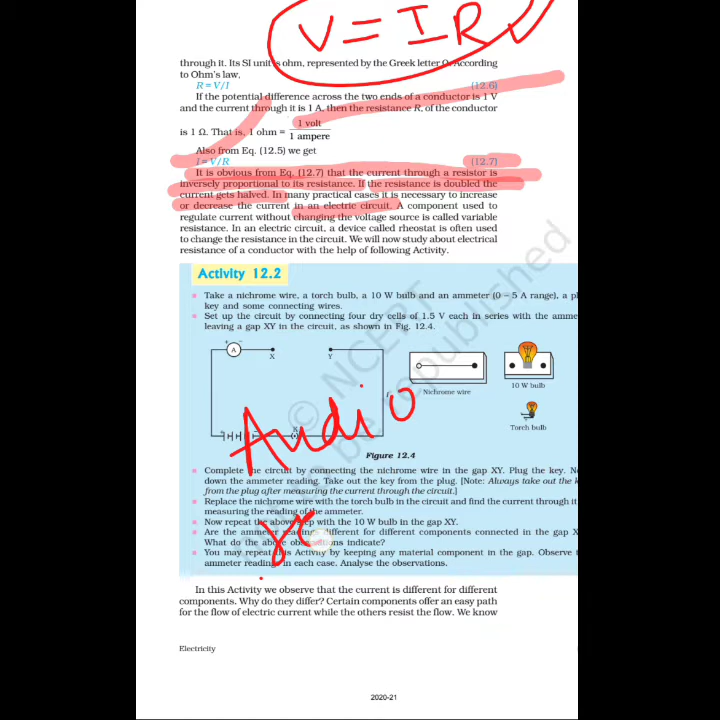 V = IR
through it. Its SI unit is ohm, represented by the Greek letter Ω. According
to Ohm's law,
R = V/I (12.6)
If the potential difference across the two ends of a conductor is 1 V
and the current through it is 1 A, then the resistance R, of the conductor
is 1 Ω. That is, 1 ohm = 1 volt / 1 ampere
Also from Eq. (12.5) we get
I = V/R (12.7)
It is obvious from Eq. (12.7) that the current through a resistor is
inversely proportional to its resistance. If the resistance is doubled the
current gets halved. In many practical cases it is necessary to increase
or decrease the current in an electric circuit. A component used to
regulate current without changing the voltage source is called variable
resistance. In an electric circuit, a device called rheostat is often used
to change the resistance in the circuit. We will now study about electrical
resistance of a conductor with the help of following Activity.
Activity 12.2
Take a nichrome wire, a torch bulb, a 10 W bulb and an ammeter (0 – 5 A range), a pl
key and some connecting wires.
Set up the circuit by connecting four dry cells of 1.5 V each in series with the amme
leaving a gap XY in the circuit, as shown in Fig. 12.4.
+ A –
X Y
Nichrome wire
10 W bulb
Torch bulb
K
Audio
Figure 12.4
Complete the circuit by connecting the nichrome wire in the gap XY. Plug the key. No
down the ammeter reading. Take out the key from the plug. [Note: Always take out the k
from the plug after measuring the current through the circuit.]
Replace the nichrome wire with the torch bulb in the circuit and find the current through it
measuring the reading of the ammeter.
Now repeat the above step with the 10 W bulb in the gap XY.
Are the ammeter readings different for different components connected in the gap X
What do the above observations indicate?
You may repeat this Activity by keeping any material component in the gap. Observe t
ammeter readings in each case. Analyse the observations.
© NCERT
be republished
In this Activity we observe that the current is different for different
components. Why do they differ? Certain components offer an easy path
for the flow of electric current while the others resist the flow. We know
Electricity
2020-21